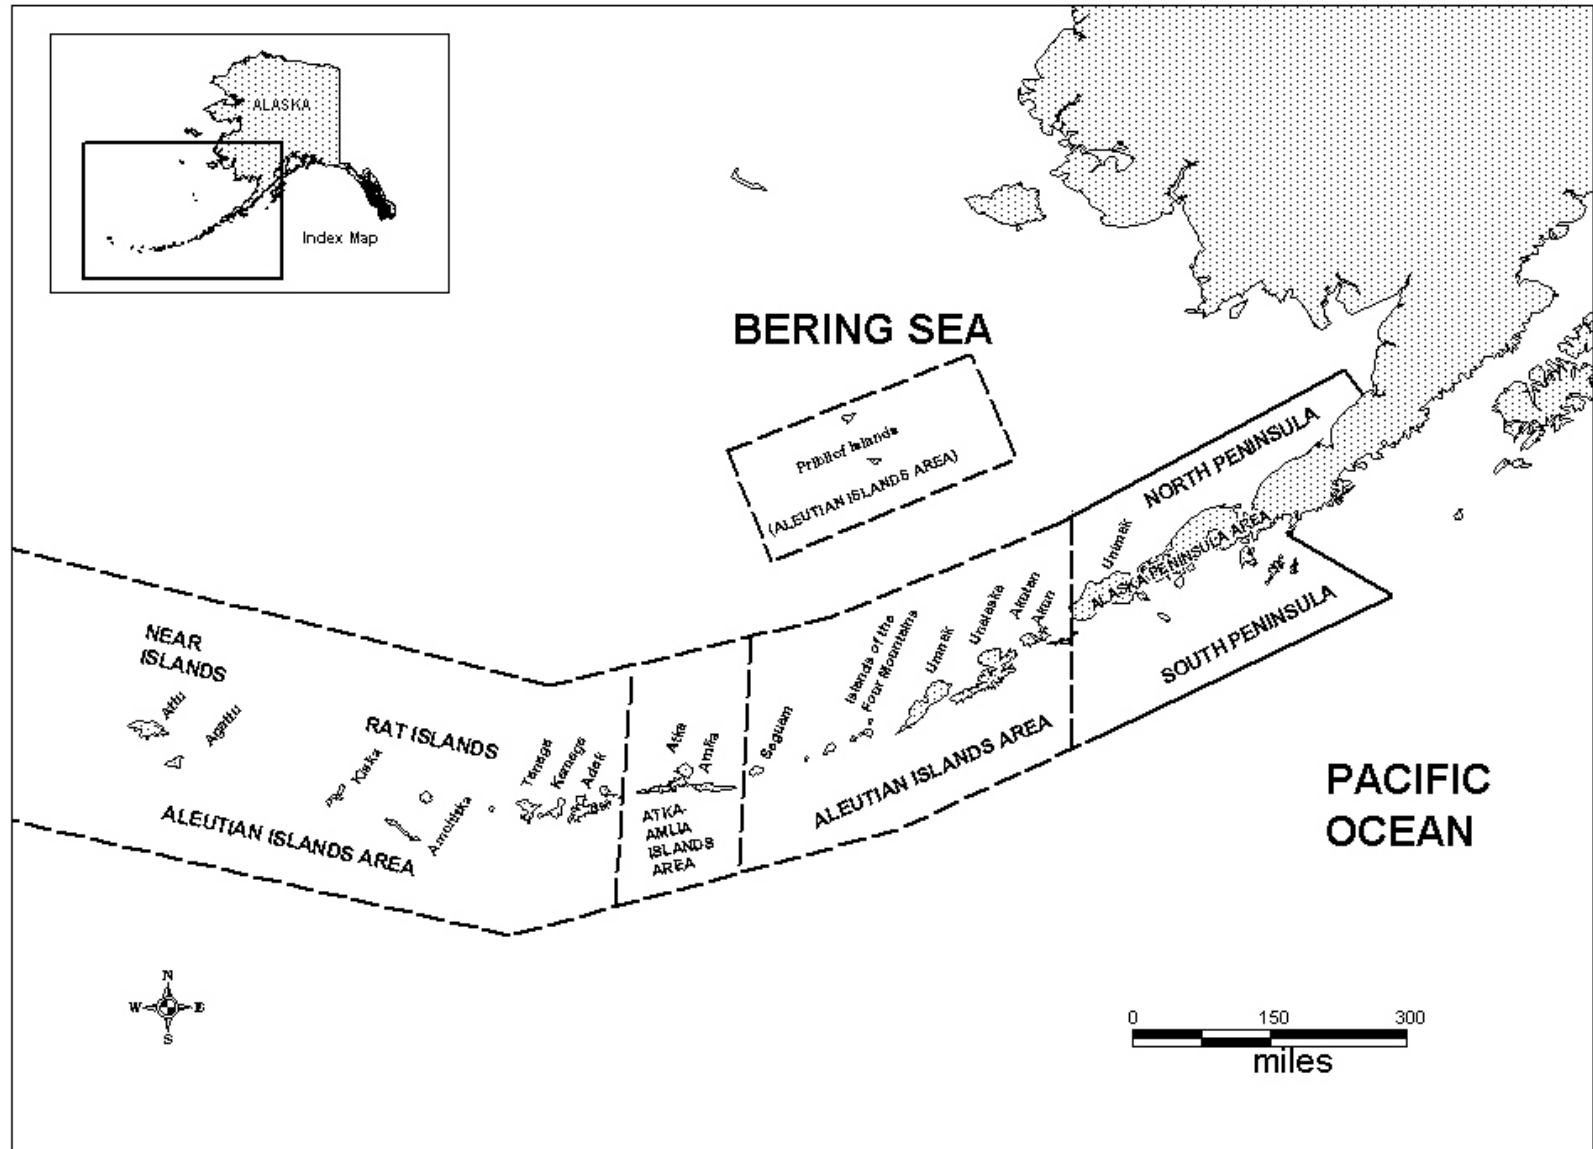 ALASKA
Index Map
BERING SEA
Pribilof Islands
(ALEUTIAN ISLANDS AREA)
NORTH PENINSULA
Unimak
ALASKA PENINSULA AREA
SOUTH PENINSULA
Akutan
Akun
Unalaska
Umnak
Islands of the
Four Mountains
ALEUTIAN ISLANDS AREA
Seguam
Atka
Amlia
ATKA-
AMLIA
ISLANDS
AREA
NEAR
ISLANDS
Attu
Agattu
RAT ISLANDS
Kiska
Amchitka
Tanaga
Kanaga
Adak
ALEUTIAN ISLANDS AREA
PACIFIC
OCEAN
N
W E
S
0 150 300
miles